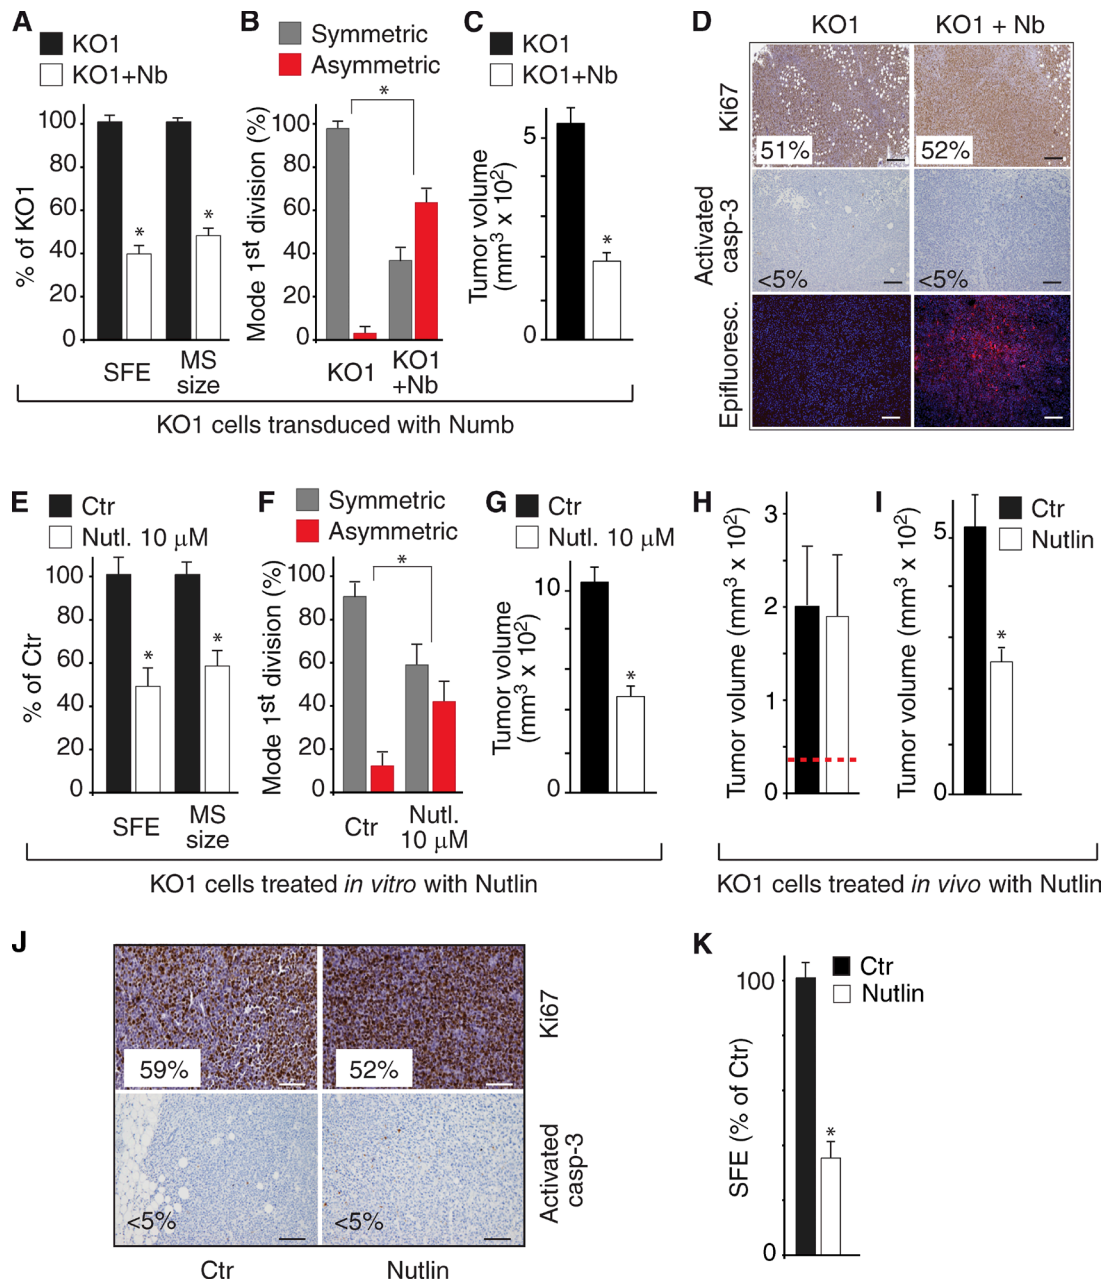 A
KO1
KO1+Nb
% of KO1
100
80
60
40
20
0
*
*
SFE
MS
size
B
Symmetric
Asymmetric
Mode 1st division (%)
100
80
60
40
20
0
*
KO1
KO1
+Nb
C
KO1
KO1+Nb
Tumor volume
(mm3 x 102)
5
0
*
KO1 cells transduced with Numb
D
KO1
KO1 + Nb
Ki67
51%
52%
Activated
casp-3
<5%
<5%
Epifluoresc.
E
Ctr
Nutl. 10 µM
% of Ctr
100
80
60
40
20
0
*
*
SFE
MS
size
F
Symmetric
Asymmetric
Mode 1st division (%)
100
80
60
40
20
0
*
Ctr
Nutl.
10 µM
G
Ctr
Nutl. 10 µM
Tumor volume
(mm3 x 102)
10
0
*
KO1 cells treated in vitro with Nutlin
H
Tumor volume (mm3 x 102)
3
2
1
0
I
Ctr
Nutlin
Tumor volume (mm3 x 102)
5
0
*
KO1 cells treated in vivo with Nutlin
J
59%
52%
Ki67
<5%
<5%
Activated
casp-3
Ctr
Nutlin
K
Ctr
Nutlin
SFE (% of Ctr)
100
0
*